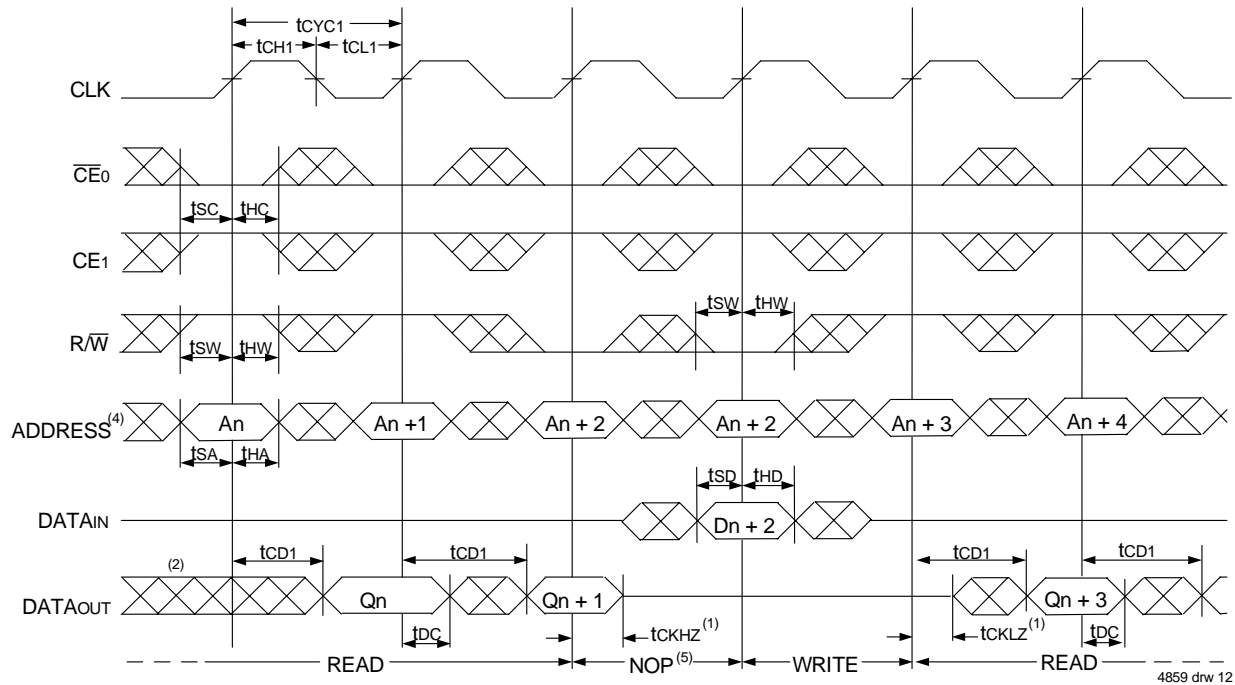 tCYC1
tCH1 tCL1
CLK
CE0
tSC tHC
CE1
tSW tHW
R/W
tSW tHW
ADDRESS(4) An An +1 An + 2 An + 2 An + 3 An + 4
tSA tHA
tSD tHD
DATAIN Dn + 2
(2) tCD1 tCD1 tCD1 tCD1
DATAOUT Qn Qn + 1 Qn + 3
tDC tCKHZ(1) tCKLZ(1) tDC
READ NOP(5) WRITE READ
4859 drw 12